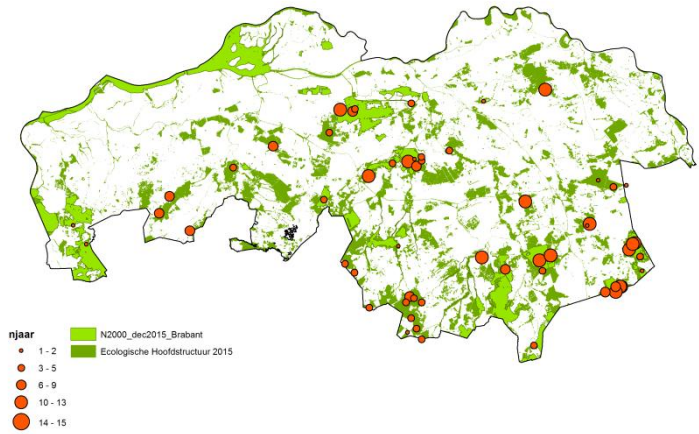 njaar
1 - 2
3 - 5
6 - 9
10 - 13
14 - 15
N2000_dec2015_Brabant
Ecologische Hoofdstructuur 2015